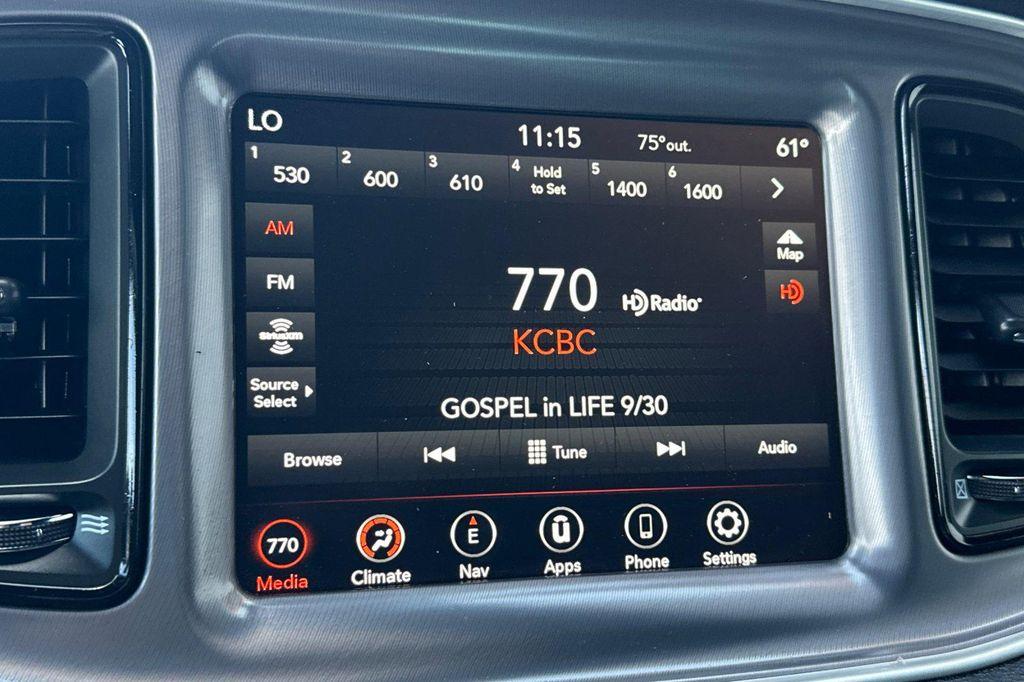 LO
11:15
75°out.
61°
1 530
2 600
3 610
4 Hold
to Set
5 1400
6 1600
AM
FM
SiriusXM
Source
Select
Map
HD
770
HD Radio
KCBC
GOSPEL in LIFE 9/30
Browse
Tune
Audio
770
E
Media
Climate
Nav
Apps
Phone
Settings